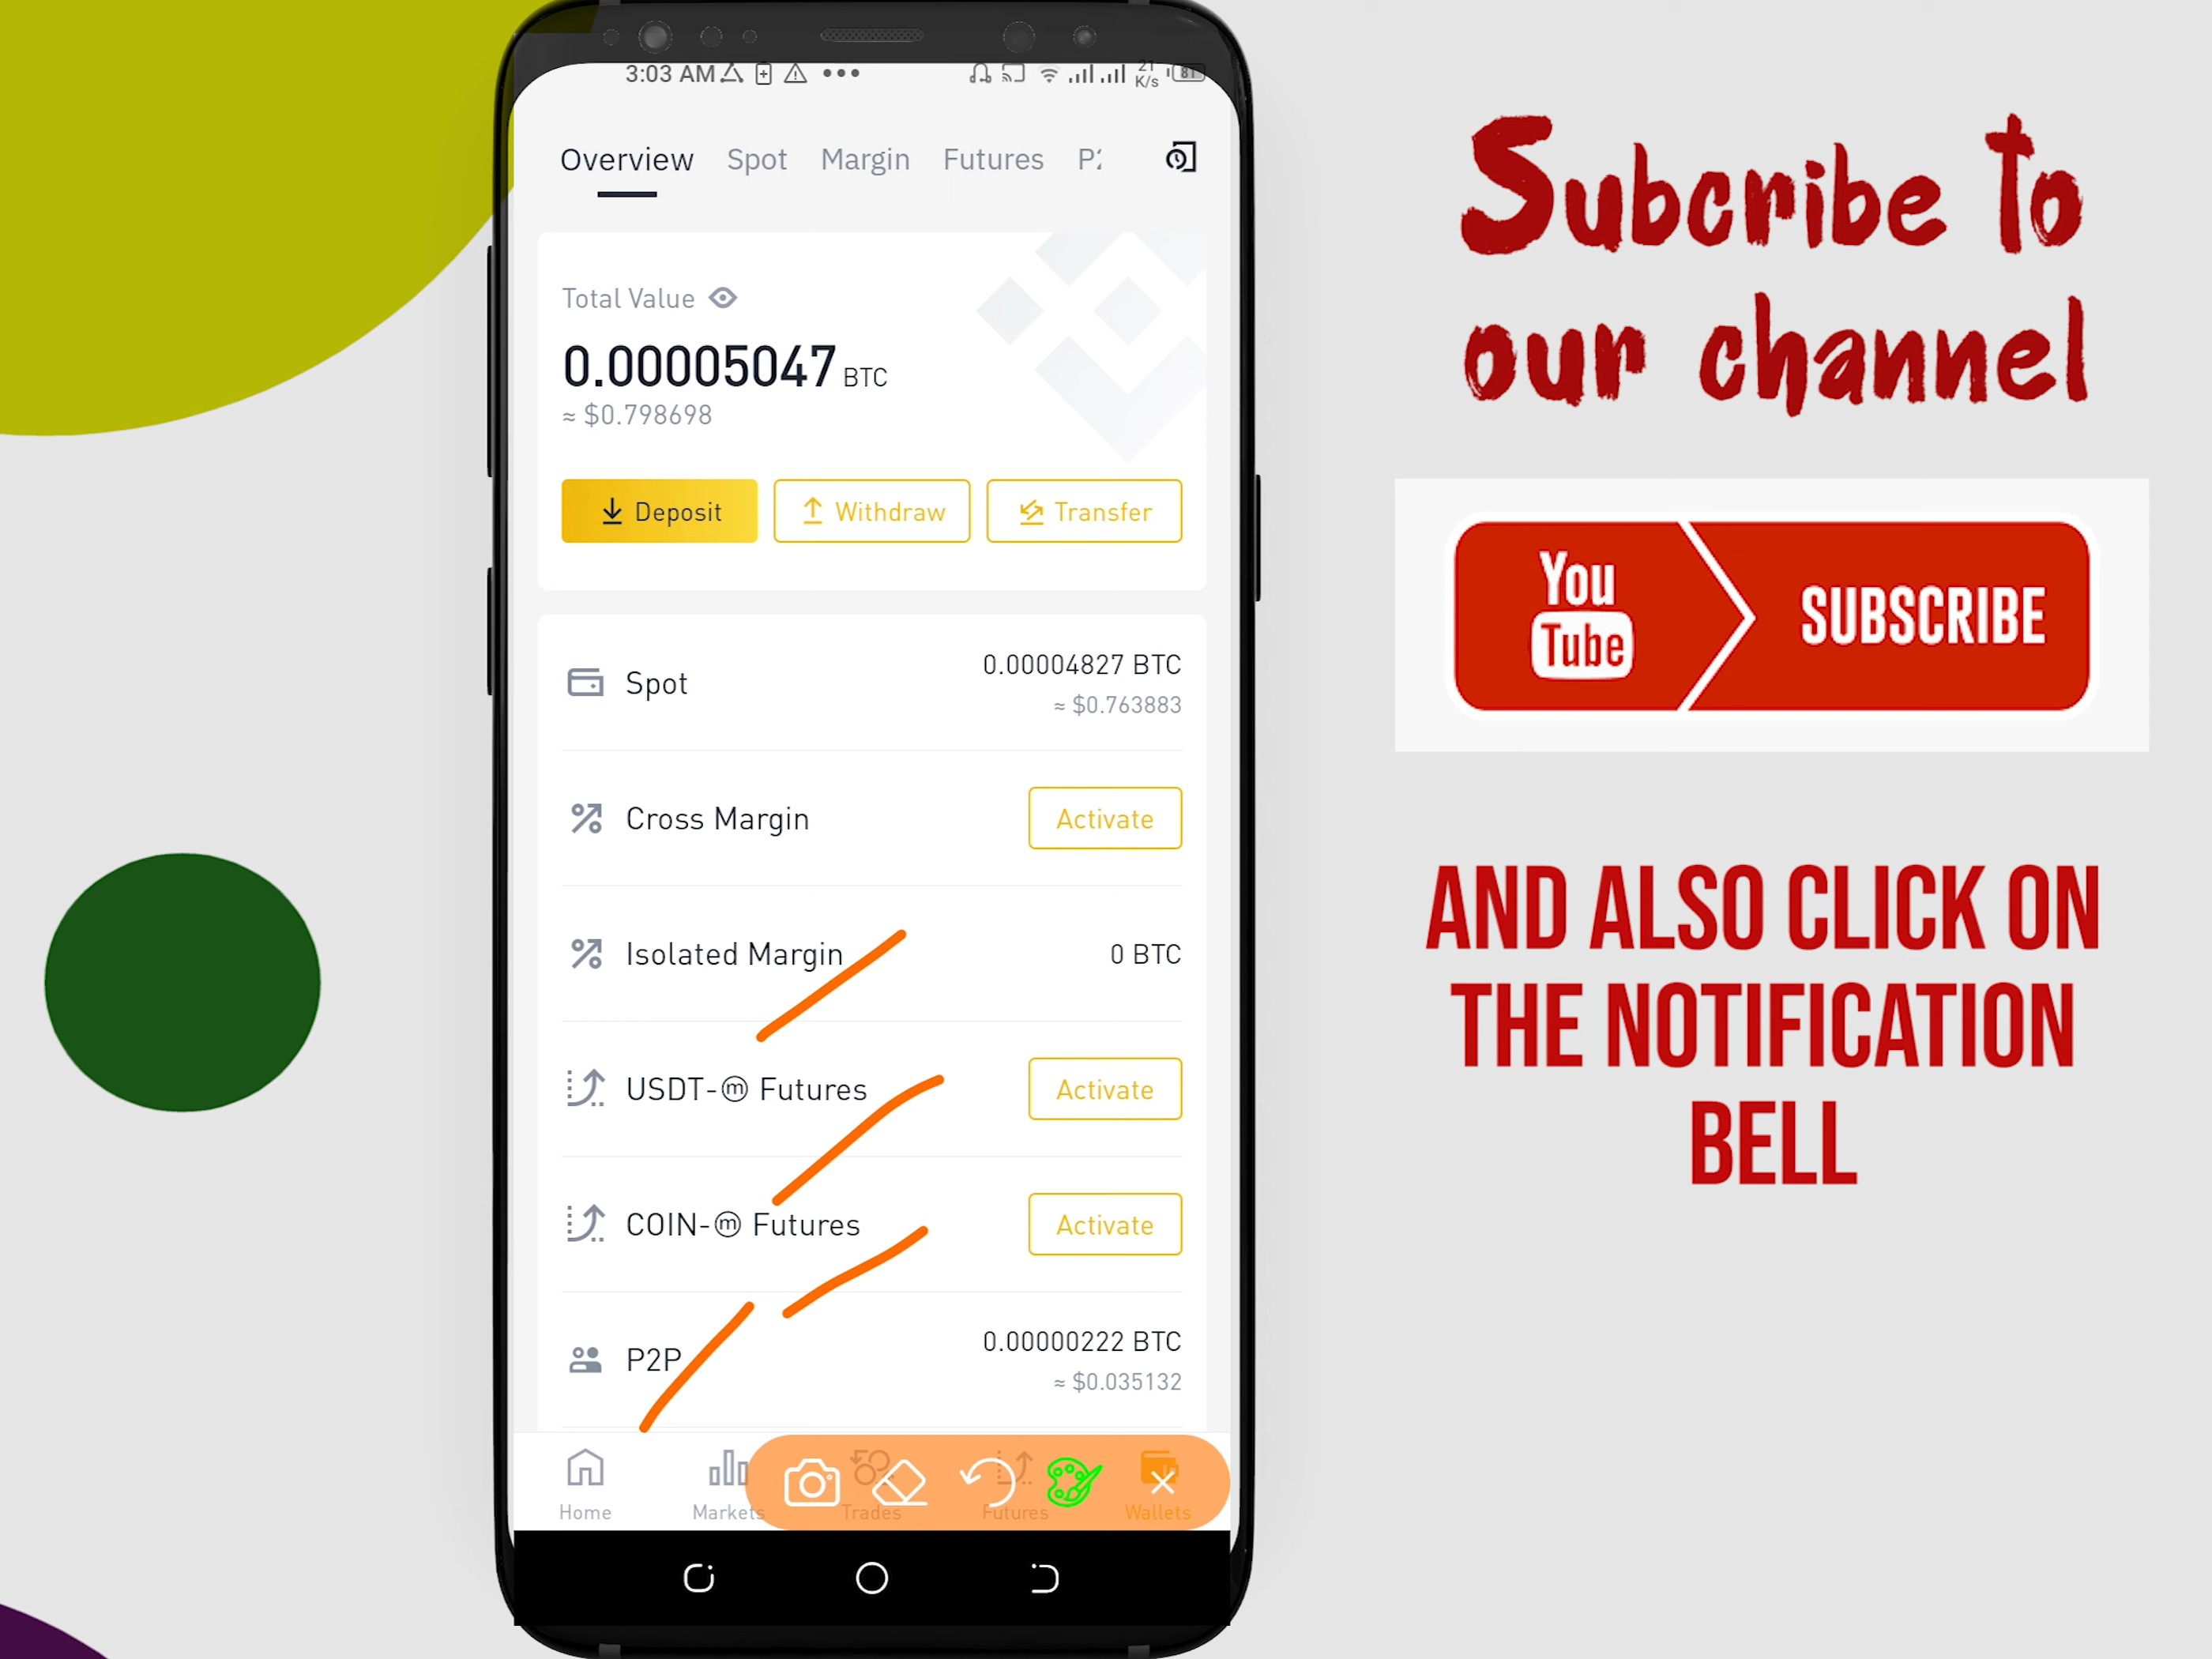 3:03 AM
21
K/s
81
Overview Spot Margin Futures
Total Value
0.00005047 BTC
≈ $0.798698
Deposit Withdraw Transfer
Spot
0.00004827 BTC
≈ $0.763883
Cross Margin Activate
Isolated Margin 0 BTC
USDT-ⓜ Futures Activate
COIN-ⓜ Futures Activate
P2P
0.00000222 BTC
≈ $0.035132
Home Markets Trades Futures Wallets
Subcribe to
our channel
You
Tube
SUBSCRIBE
AND ALSO CLICK ON
THE NOTIFICATION
BELL